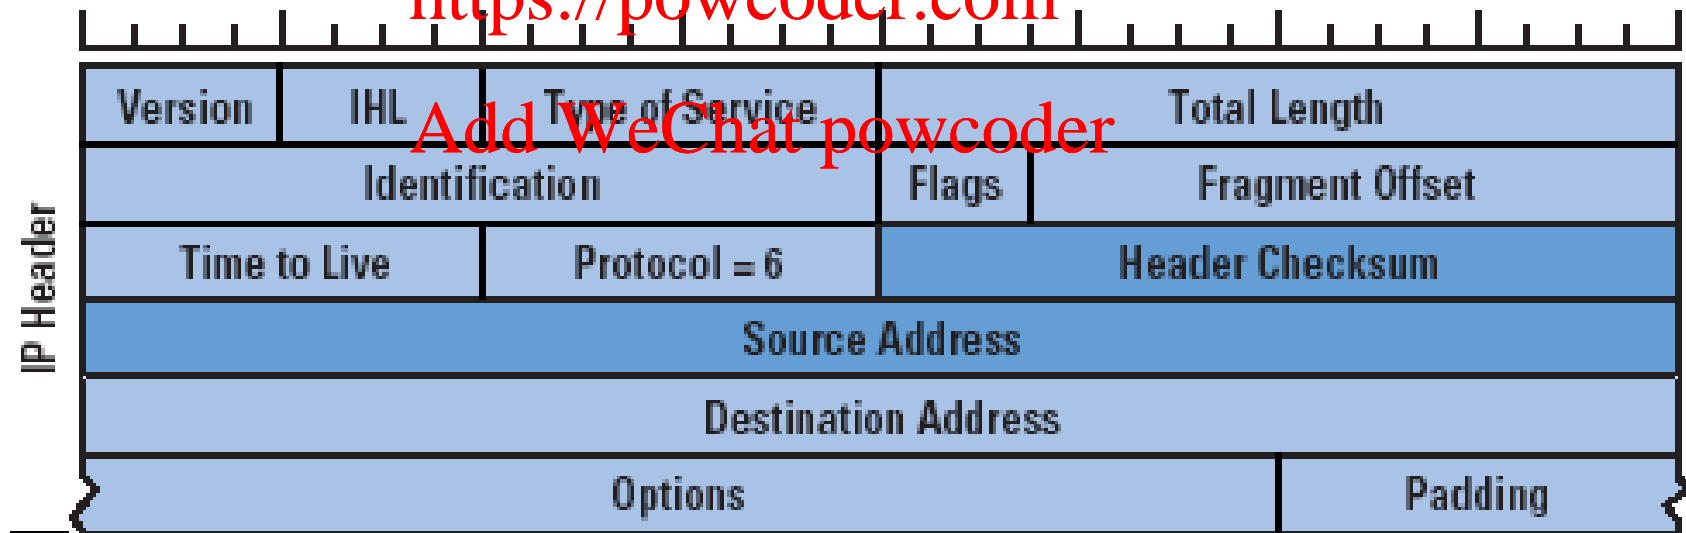 https://powcoder.com
Version IHL Type of Service Total Length
Add WeChat powcoder
Identification Flags Fragment Offset
Time to Live Protocol = 6 Header Checksum
Source Address
Destination Address
Options Padding
IP Header